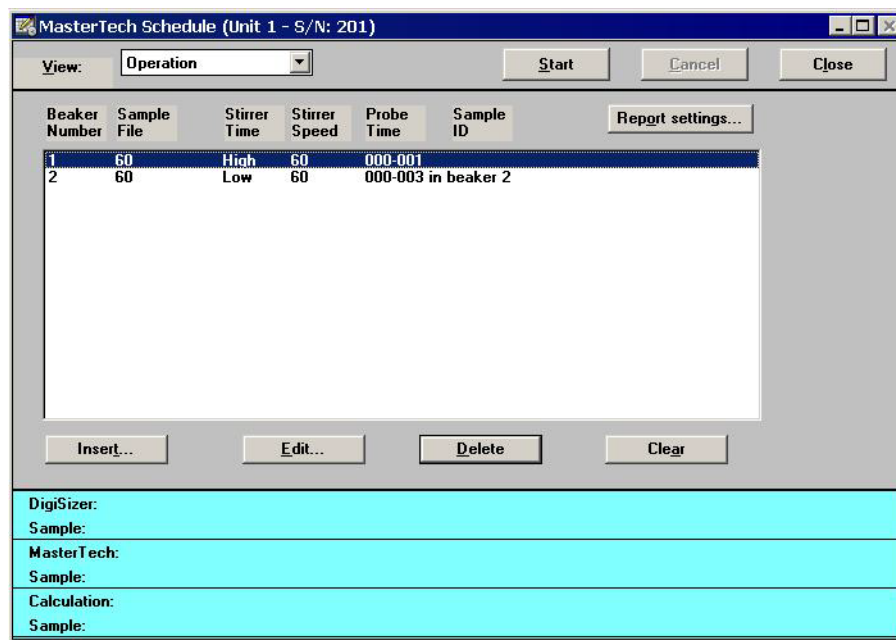 MasterTech Schedule (Unit 1 - S/N: 201)
View: Operation Start Cancel Close
Beaker Sample Stirrer Stirrer Probe Sample
Number File Time Speed Time ID
Report settings...
1 60 High 60 000-001
2 60 Low 60 000-003 in beaker 2
Insert... Edit... Delete Clear
DigiSizer:
Sample:
MasterTech:
Sample:
Calculation:
Sample: